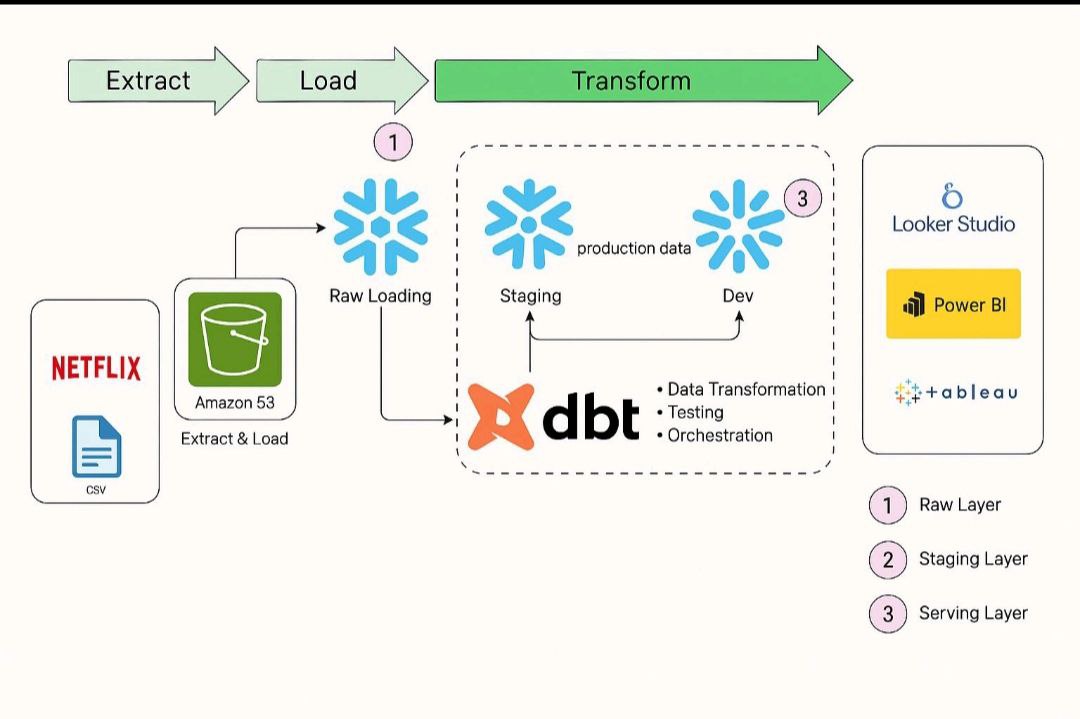 Extract
Load
Transform
1
3
Raw Loading
Staging
production data
Dev
NETFLIX
CSV
Amazon 53
Extract & Load
dbt
• Data Transformation
• Testing
• Orchestration
Looker Studio
Power BI
+ableau
1 Raw Layer
2 Staging Layer
3 Serving Layer